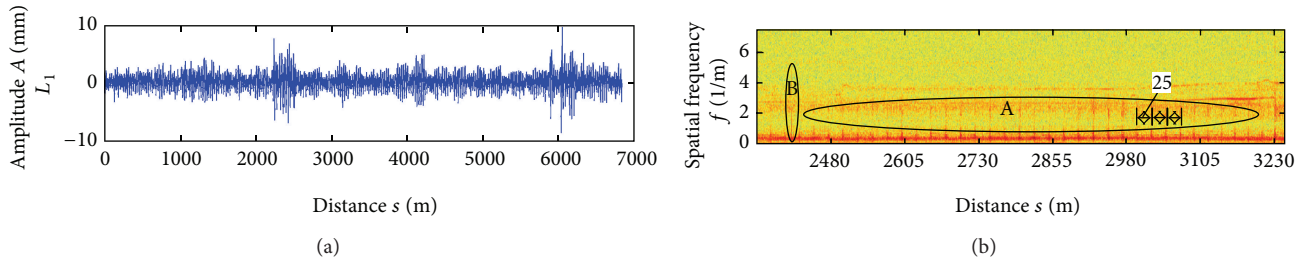 Amplitude A (mm)
L₁
10
0
−10
0 1000 2000 3000 4000 5000 6000 7000
Distance s (m)
(a)
Spatial frequency
f (1/m)
6
4
2
0
B
A
25
2480 2605 2730 2855 2980 3105 3230
Distance s (m)
(b)